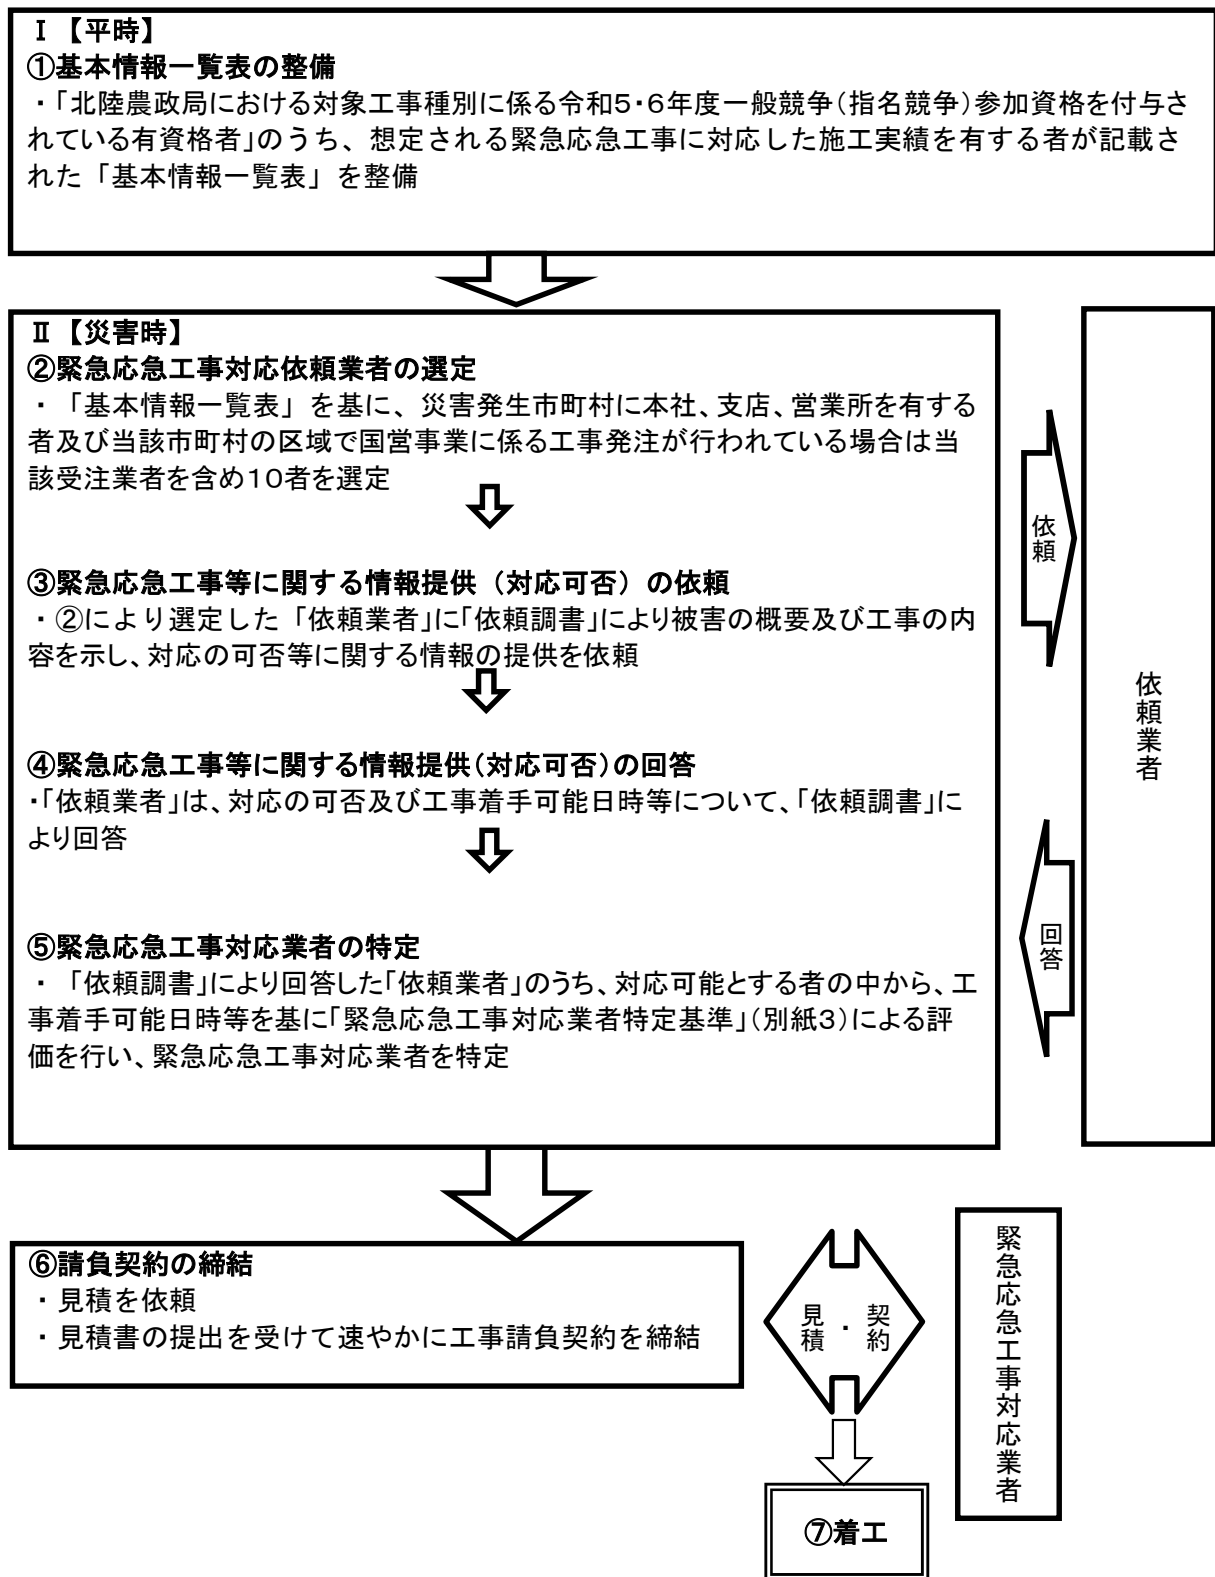 Ⅰ【平時】
①基本情報一覧表の整備
・「北陸農政局における対象工事種別に係る令和5・6年度一般競争(指名競争)参加資格を付与さ
れている有資格者」のうち、想定される緊急応急工事に対応した施工実績を有する者が記載さ
れた「基本情報一覧表」を整備
Ⅱ【災害時】
②緊急応急工事対応依頼業者の選定
・「基本情報一覧表」を基に、災害発生市町村に本社、支店、営業所を有する
者及び当該市町村の区域で国営事業に係る工事発注が行われている場合は当
該受注業者を含め10者を選定
③緊急応急工事等に関する情報提供（対応可否）の依頼
・②により選定した「依頼業者」に「依頼調書」により被害の概要及び工事の内
容を示し、対応の可否等に関する情報の提供を依頼
④緊急応急工事等に関する情報提供(対応可否)の回答
・「依頼業者」は、対応の可否及び工事着手可能日時等について、「依頼調書」に
より回答
⑤緊急応急工事対応業者の特定
・「依頼調書」により回答した「依頼業者」のうち、対応可能とする者の中から、工
事着手可能日時等を基に「緊急応急工事対応業者特定基準」(別紙3)による評
価を行い、緊急応急工事対応業者を特定
依頼
回答
依頼業者
⑥請負契約の締結
・見積を依頼
・見積書の提出を受けて速やかに工事請負契約を締結
見積・契約
緊急応急工事対応業者
⑦着工